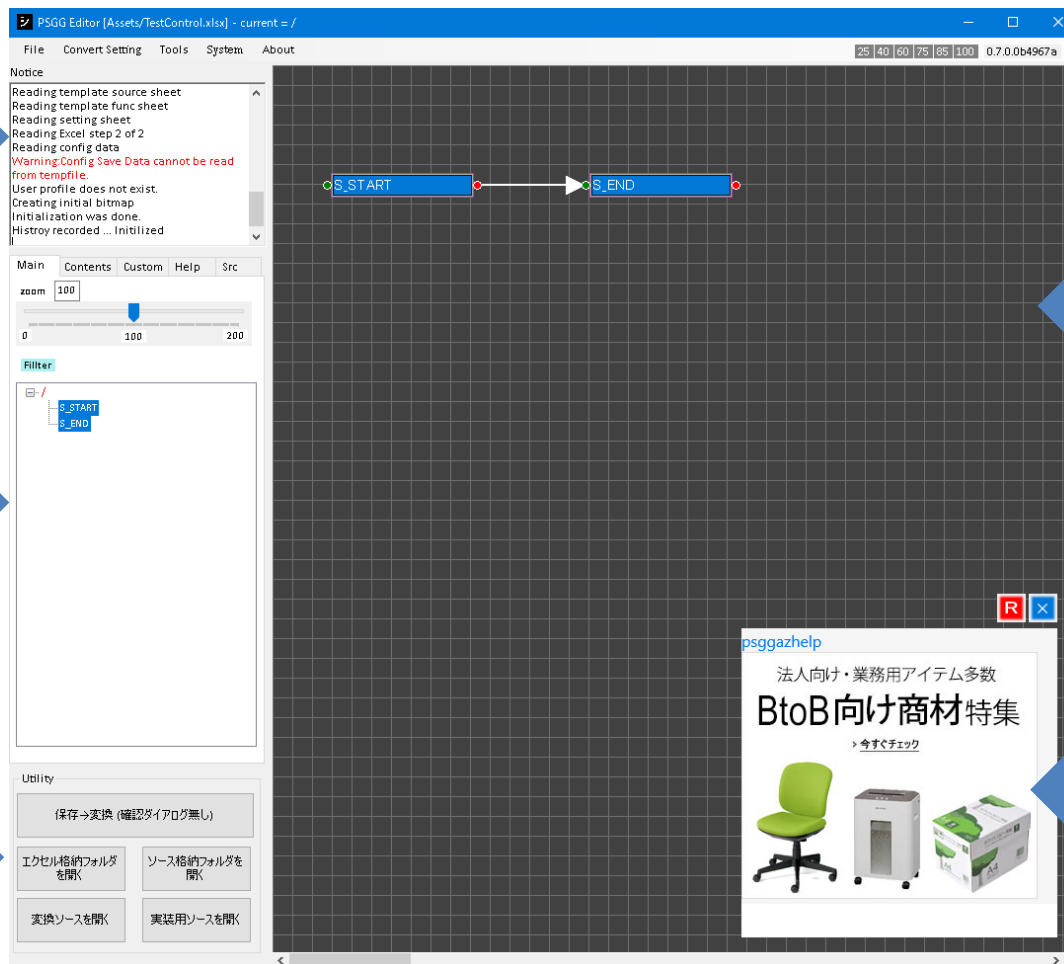 PSGG Editor [Assets/TestControl.xlsx] - current = /
File Convert Setting Tools System About
25 40 60 75 85 100 0.7.0.0b4967a
Notice
Reading template source sheet
Reading template func sheet
Reading setting sheet
Reading Excel step 2 of 2
Reading config data
Warning:Config Save Data cannot be read
from tempfile.
User profile does not exist.
Creating initial bitmap
Initialization was done.
Histroy recorded ... Initilized
Main Contents Custom Help Src
zoom 100
0 100 200
Fillter
/
S_START
S_END
S_START
S_END
R
psggazhelp
法人向け・業務用アイテム多数
BtoB向け商材特集
> 今すぐチェック
A4
A4
Utility
保存→変換 (確認ダイアログ無し)
エクセル格納フォルダ
を開く
ソース格納フォルダを
開く
変換ソースを開く
実装用ソースを開く